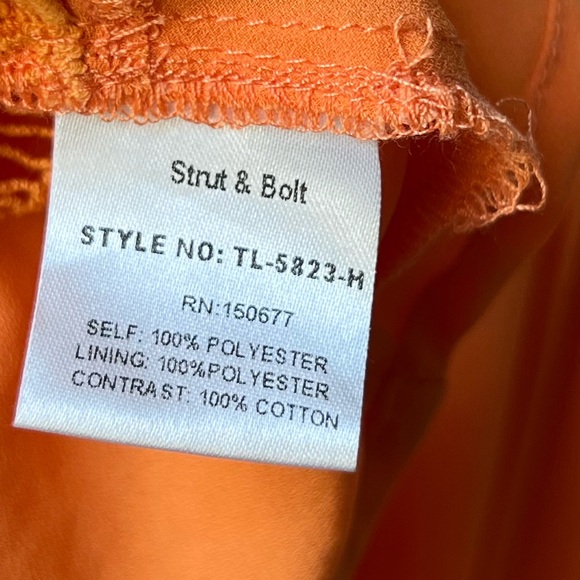 Strut & Bolt
STYLE NO: TL-5823-H
RN:150677
SELF: 100% POLYESTER
LINING: 100%POLYESTER
CONTRAST: 100% COTTON